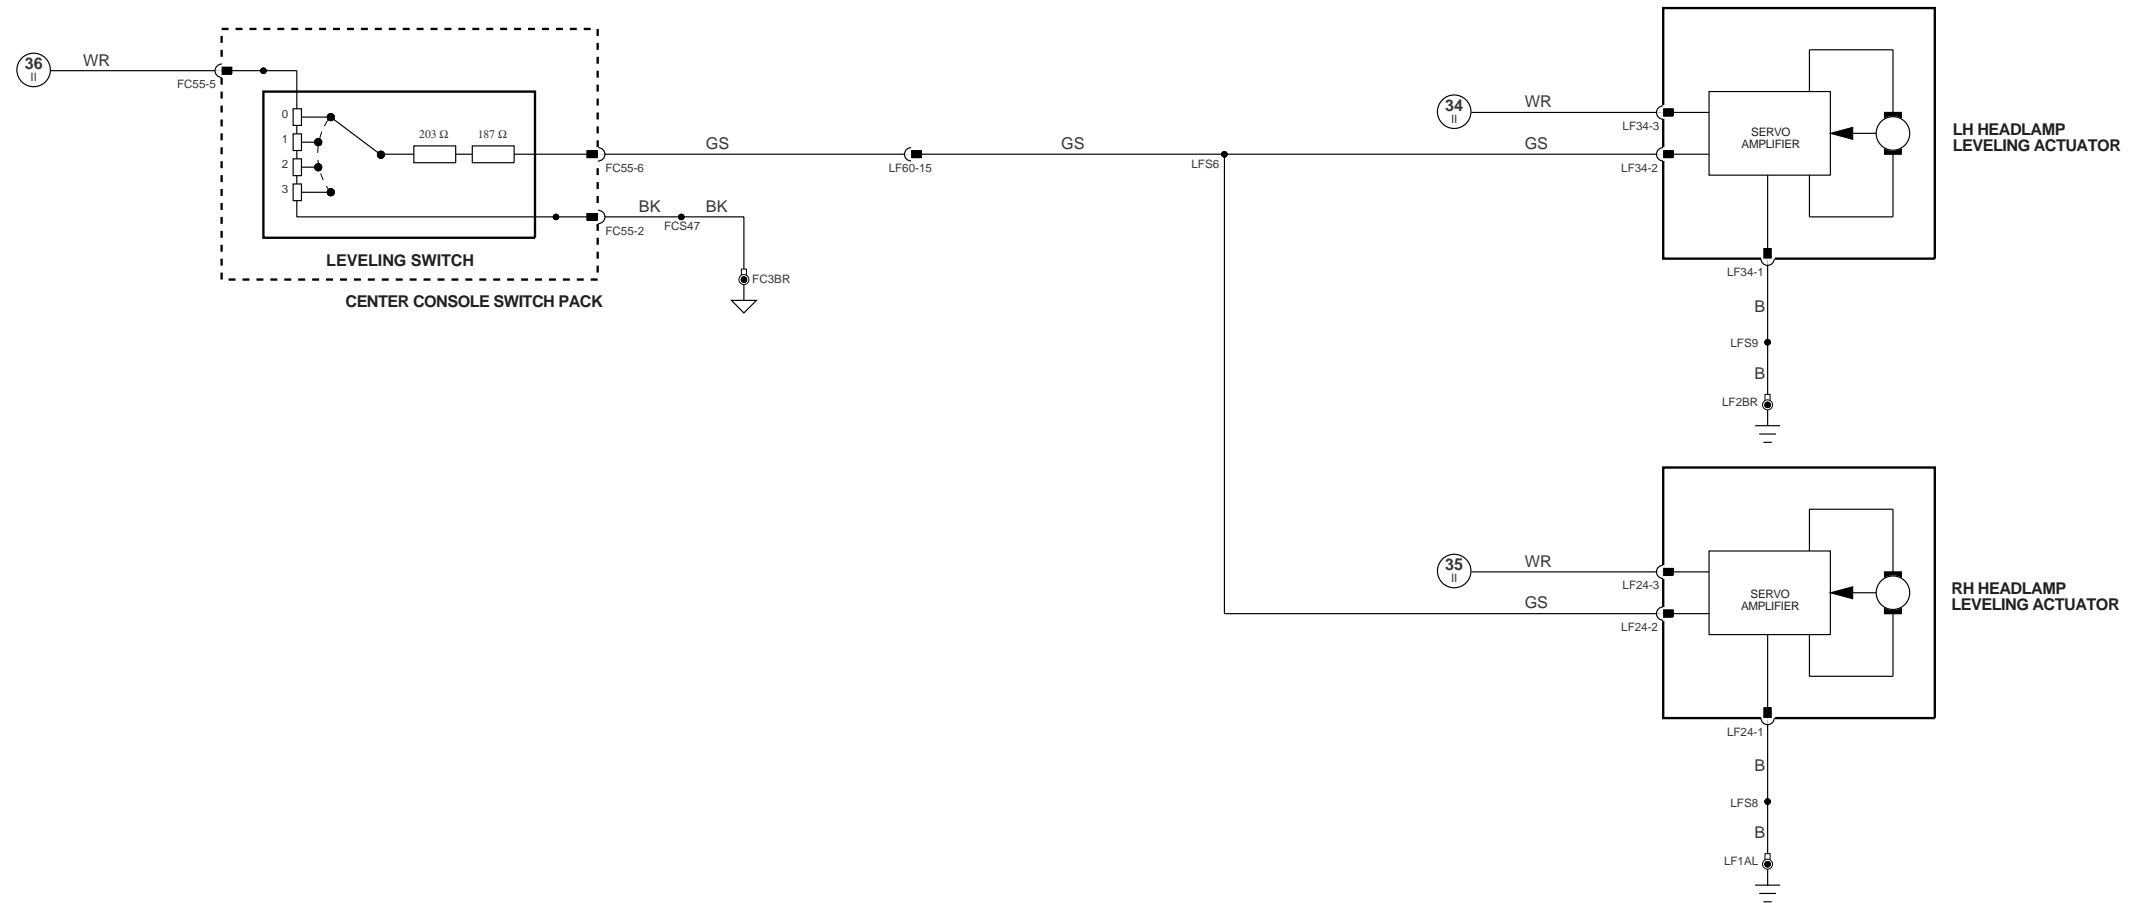 36
II
WR
FC55-5
0
1
2
3
203 Ω
187 Ω
LEVELING SWITCH
CENTER CONSOLE SWITCH PACK
FC55-6
GS
FC55-2
BK
FCS47
BK
FC3BR
LF60-15
GS
LFS6
34
II
WR
LF34-3
GS
LF34-2
SERVO
AMPLIFIER
LH HEADLAMP
LEVELING ACTUATOR
LF34-1
B
LFS9
B
LF2BR
35
II
WR
LF24-3
GS
LF24-2
SERVO
AMPLIFIER
RH HEADLAMP
LEVELING ACTUATOR
LF24-1
B
LFS8
B
LF1AL